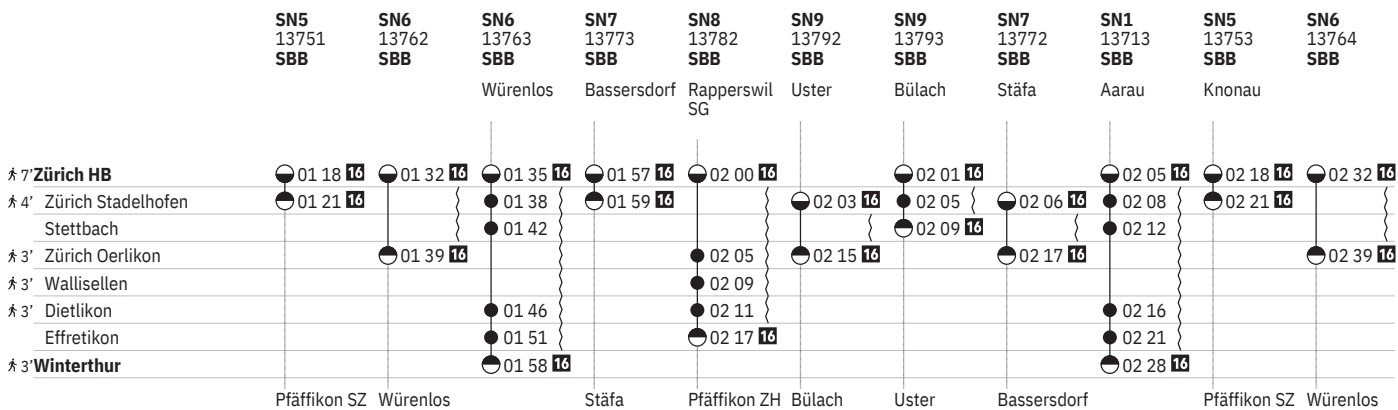 SN5 SN6 SN6 SN7 SN8 SN9 SN9 SN7 SN1 SN5 SN6
13751 13762 13763 13773 13782 13792 13793 13772 13713 13753 13764
SBB SBB SBB SBB SBB SBB SBB SBB SBB SBB SBB
Würenlos Bassersdorf Rapperswil Uster Bülach Stäfa Aarau Knonau
SG
7' Zürich HB 01 18 16 01 32 16 01 35 16 01 57 16 02 00 16 02 01 16 02 05 16 02 18 16 02 32 16
4' Zürich Stadelhofen 01 21 16 01 38 01 59 16 02 03 16 02 05 02 06 16 02 08 02 21 16
Stettbach 01 42 02 09 16 02 12
3' Zürich Oerlikon 01 39 16 02 05 02 15 16 02 17 16 02 39 16
3' Wallisellen 02 09
3' Dietlikon 01 46 02 11 02 16
Effretikon 01 51 02 17 16 02 21
3' Winterthur 01 58 16 02 28 16
Pfäffikon SZ Würenlos Stäfa Pfäffikon ZH Bülach Uster Bassersdorf Pfäffikon SZ Würenlos